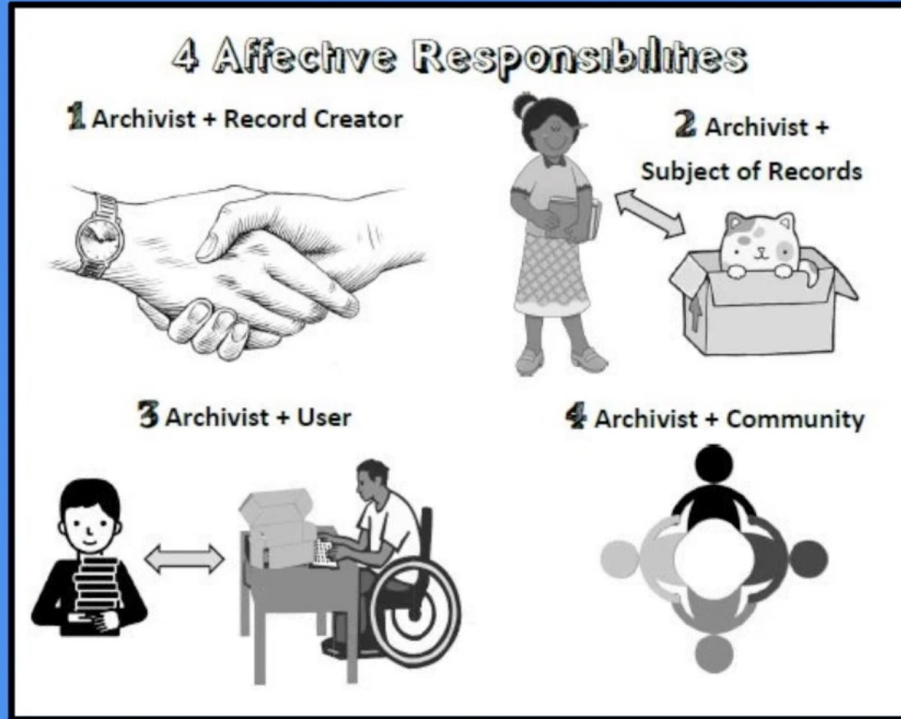 4 Affective Responsibilities
1 Archivist + Record Creator
2 Archivist +
Subject of Records
3 Archivist + User
4 Archivist + Community